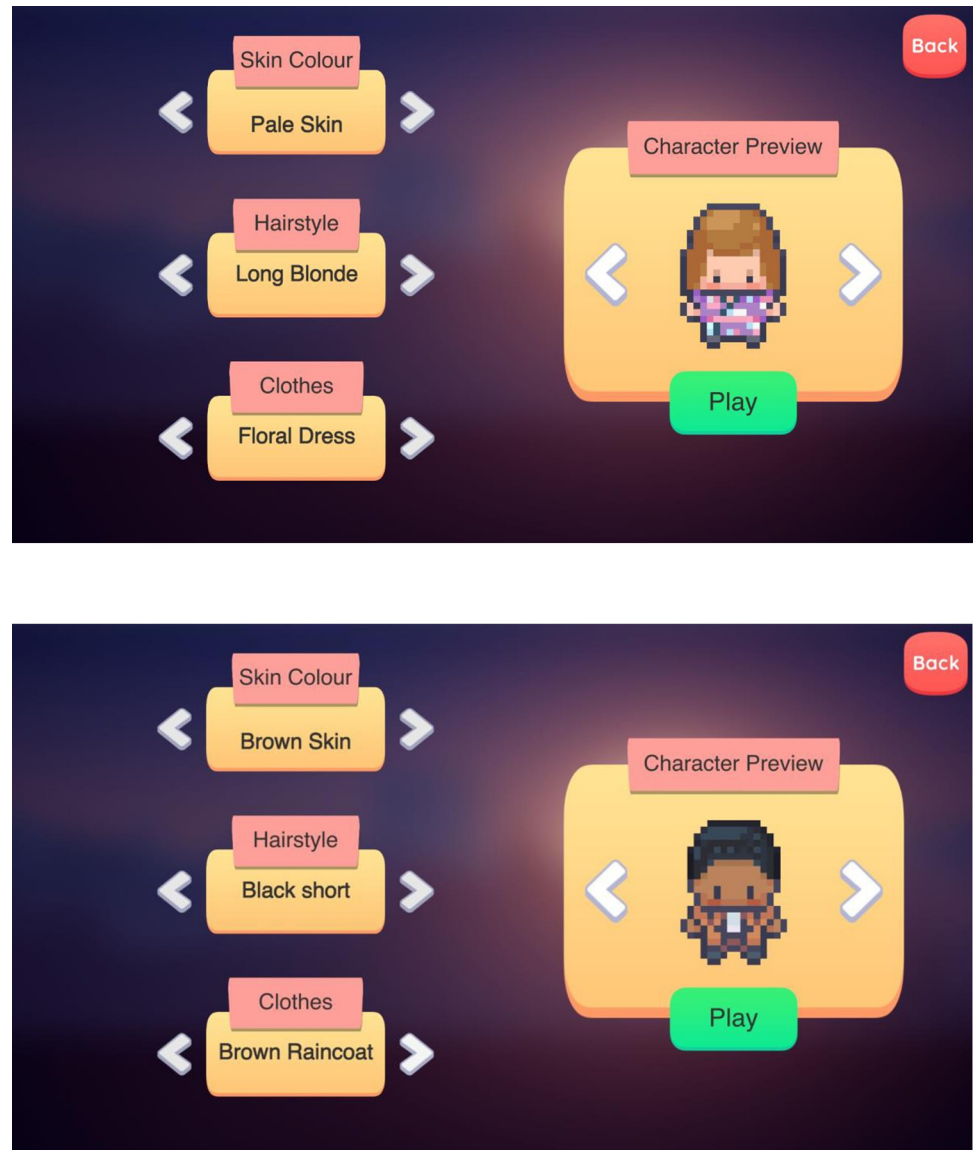 Back
Skin Colour
Pale Skin
Character Preview
Hairstyle
Long Blonde
Clothes
Floral Dress
Play
Back
Skin Colour
Brown Skin
Character Preview
Hairstyle
Black short
Clothes
Brown Raincoat
Play